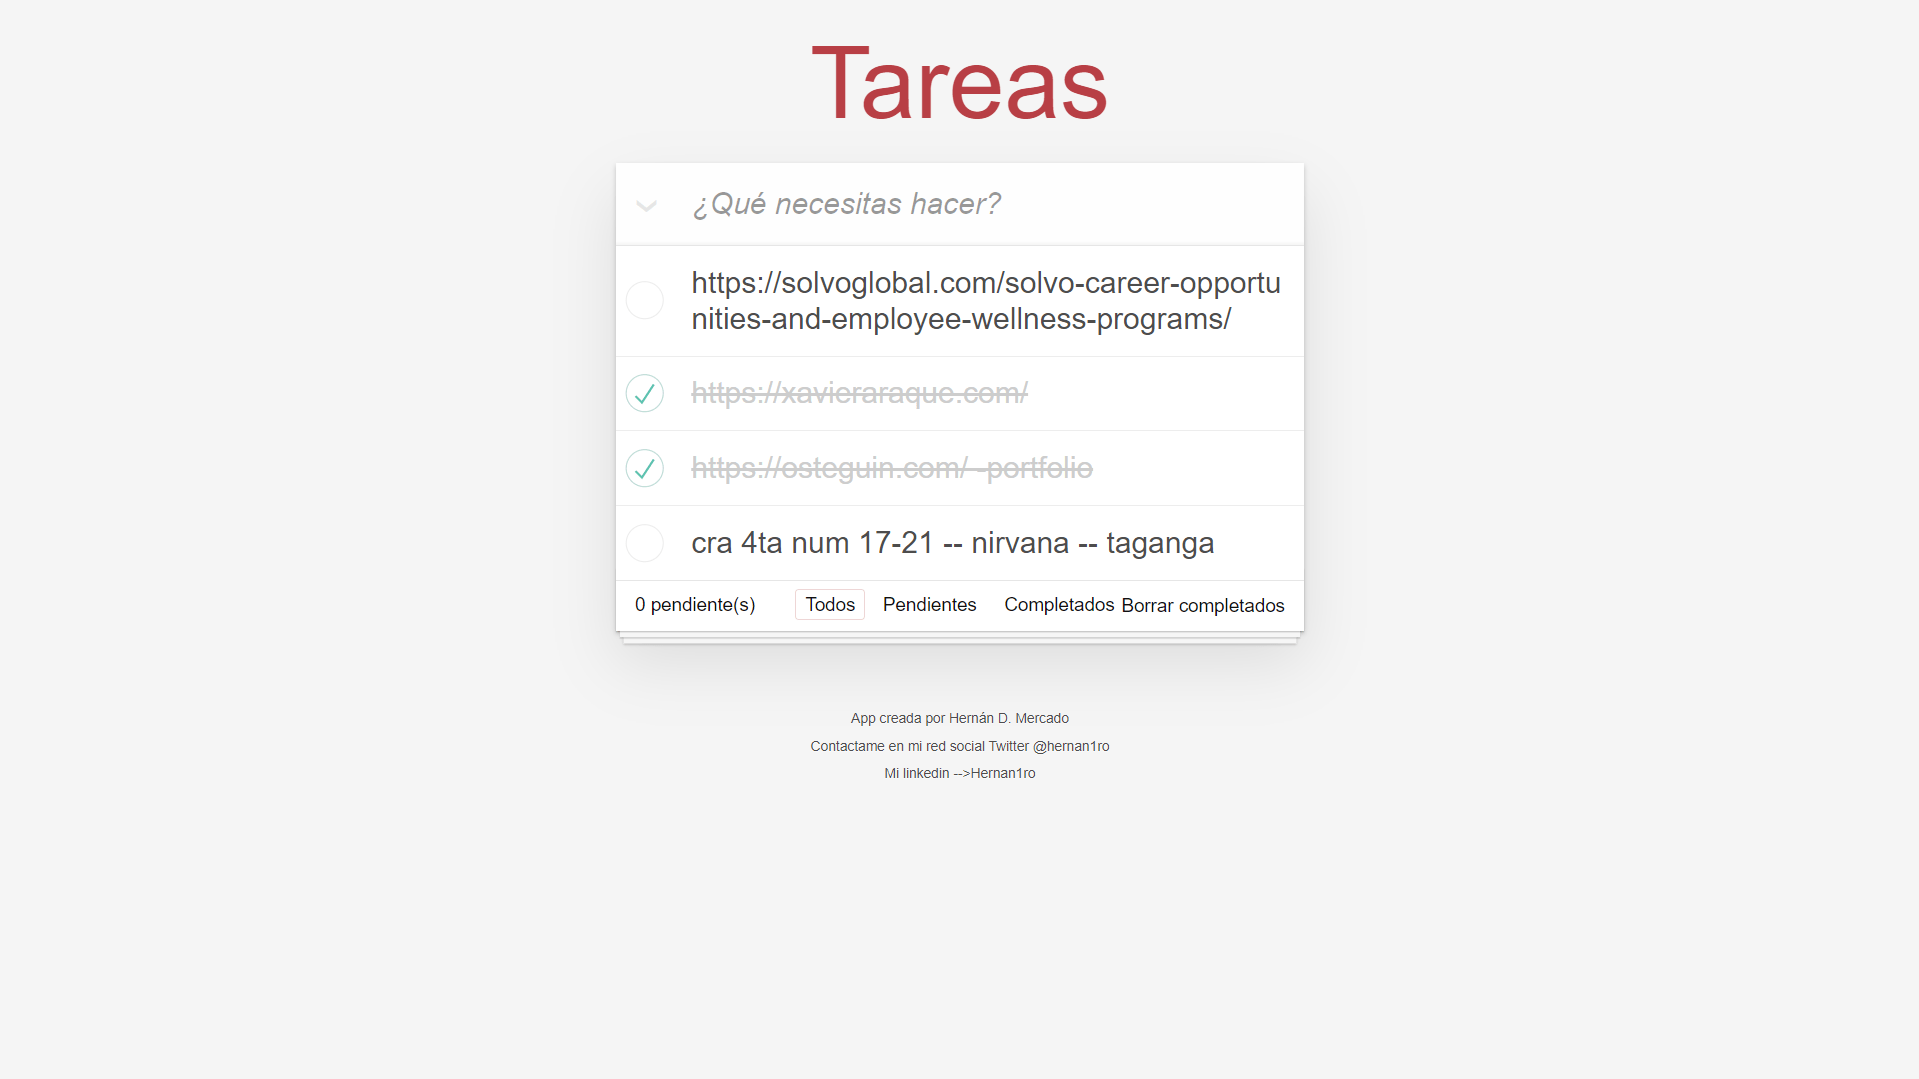 Tareas
¿Qué necesitas hacer?
https://solvoglobal.com/solvo-career-opportu
nities-and-employee-wellness-programs/
https://xavieraraque.com/
https://osteguin.com/ -portfolio
cra 4ta num 17-21 -- nirvana -- taganga
0 pendiente(s) Todos Pendientes Completados Borrar completados
App creada por Hernán D. Mercado
Contactame en mi red social Twitter @hernan1ro
Mi linkedin -->Hernan1ro